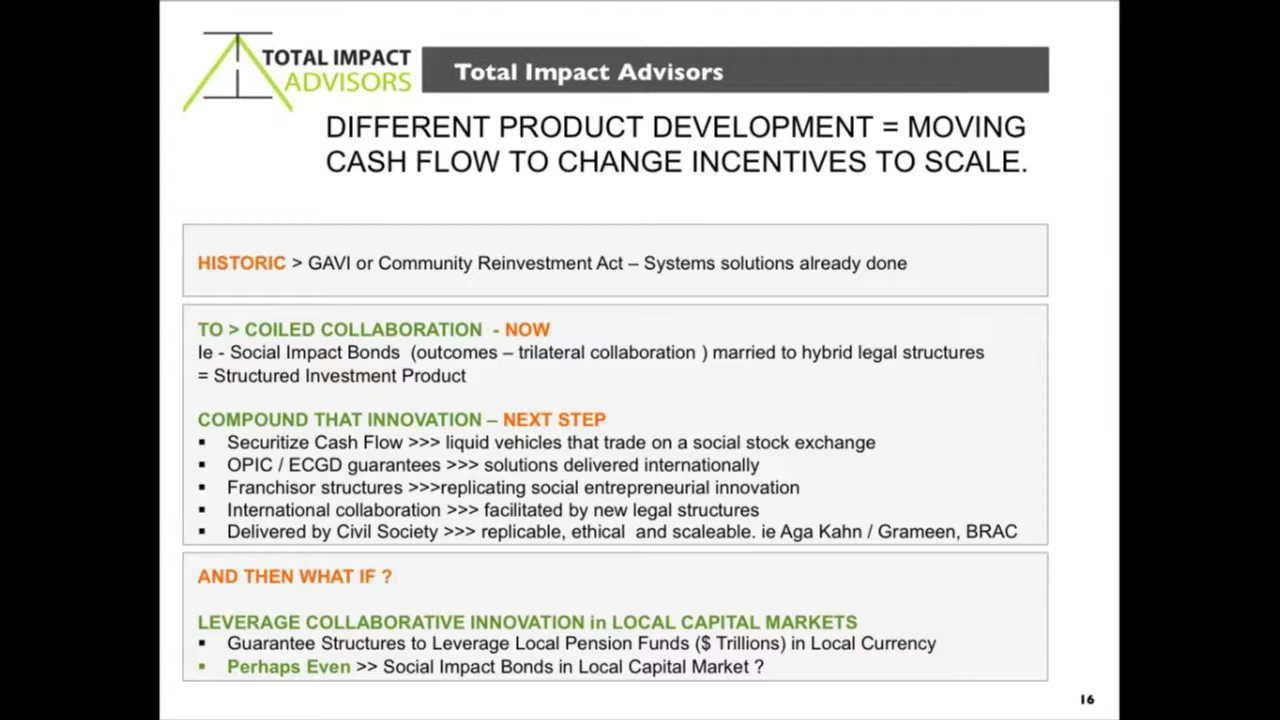 TOTAL IMPACT
ADVISORS
Total Impact Advisors
DIFFERENT PRODUCT DEVELOPMENT = MOVING
CASH FLOW TO CHANGE INCENTIVES TO SCALE.
HISTORIC > GAVI or Community Reinvestment Act – Systems solutions already done
TO > COILED COLLABORATION - NOW
Ie - Social Impact Bonds (outcomes – trilateral collaboration ) married to hybrid legal structures
= Structured Investment Product
COMPOUND THAT INNOVATION – NEXT STEP
▪ Securitize Cash Flow >>> liquid vehicles that trade on a social stock exchange
▪ OPIC / ECGD guarantees >>> solutions delivered internationally
▪ Franchisor structures >>>replicating social entrepreneurial innovation
▪ International collaboration >>> facilitated by new legal structures
▪ Delivered by Civil Society >>> replicable, ethical and scaleable. ie Aga Kahn / Grameen, BRAC
AND THEN WHAT IF ?
LEVERAGE COLLABORATIVE INNOVATION in LOCAL CAPITAL MARKETS
▪ Guarantee Structures to Leverage Local Pension Funds ($ Trillions) in Local Currency
▪ Perhaps Even >> Social Impact Bonds in Local Capital Market ?
16